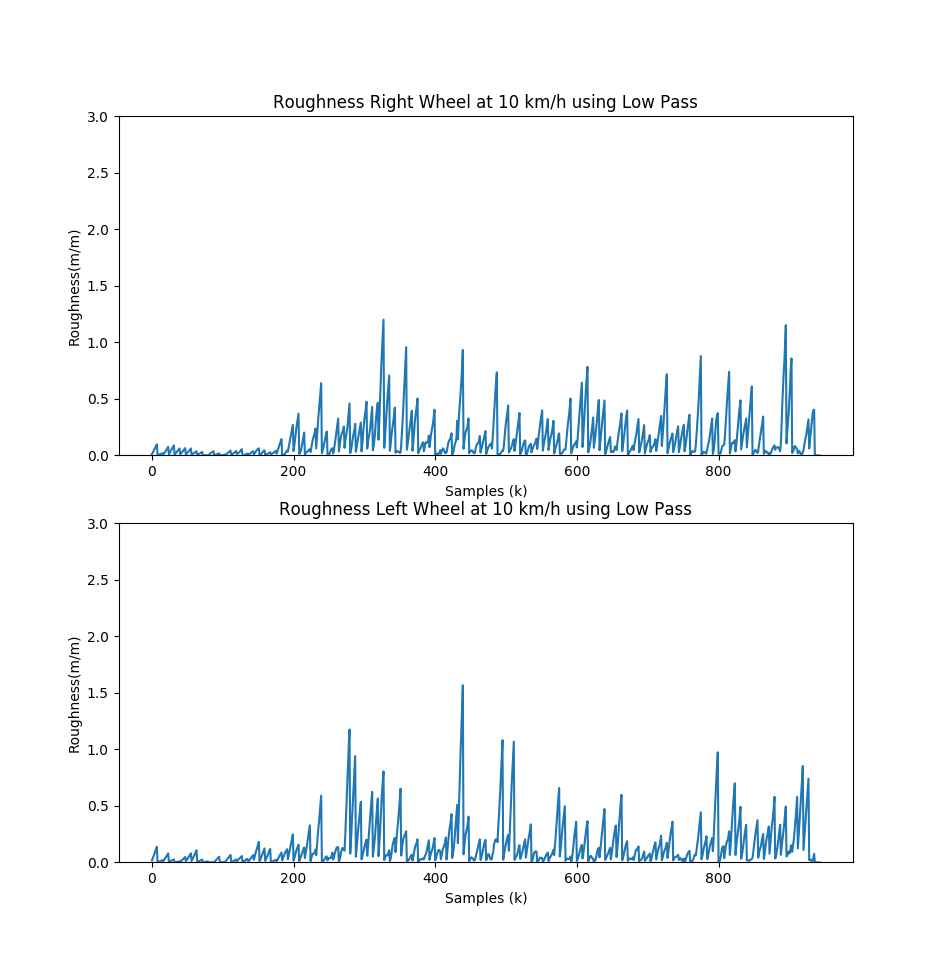 Roughness Right Wheel at 10 km/h using Low Pass
3.0
2.5
2.0
1.5
1.0
0.5
0.0
Roughness(m/m)
0 200 400 600 800
Samples (k)
Roughness Left Wheel at 10 km/h using Low Pass
3.0
2.5
2.0
1.5
1.0
0.5
0.0
Roughness(m/m)
0 200 400 600 800
Samples (k)